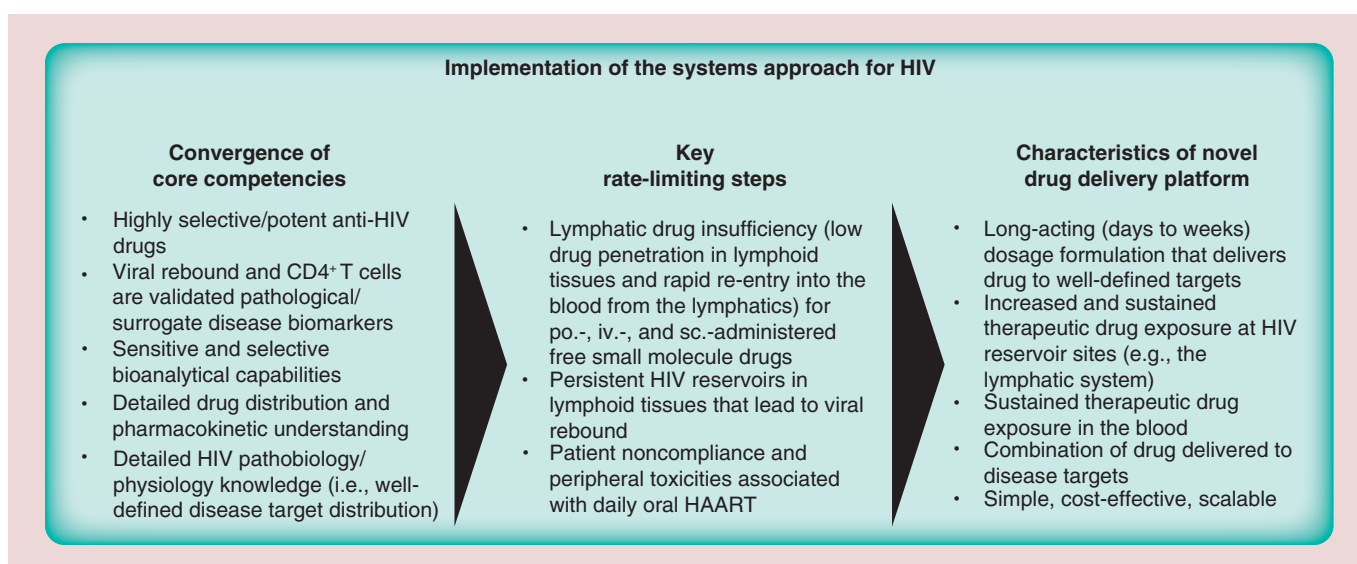 Implementation of the systems approach for HIV
Convergence of
core competencies
• Highly selective/potent anti-HIV
drugs
• Viral rebound and CD4⁺ T cells
are validated pathological/
surrogate disease biomarkers
• Sensitive and selective
bioanalytical capabilities
• Detailed drug distribution and
pharmacokinetic understanding
• Detailed HIV pathobiology/
physiology knowledge (i.e., well-
defined disease target distribution)
Key
rate-limiting steps
• Lymphatic drug insufficiency (low
drug penetration in lymphoid
tissues and rapid re-entry into the
blood from the lymphatics) for
po.-, iv.-, and sc.-administered
free small molecule drugs
• Persistent HIV reservoirs in
lymphoid tissues that lead to viral
rebound
• Patient noncompliance and
peripheral toxicities associated
with daily oral HAART
Characteristics of novel
drug delivery platform
• Long-acting (days to weeks)
dosage formulation that delivers
drug to well-defined targets
• Increased and sustained
therapeutic drug exposure at HIV
reservoir sites (e.g., the
lymphatic system)
• Sustained therapeutic drug
exposure in the blood
• Combination of drug delivered to
disease targets
• Simple, cost-effective, scalable